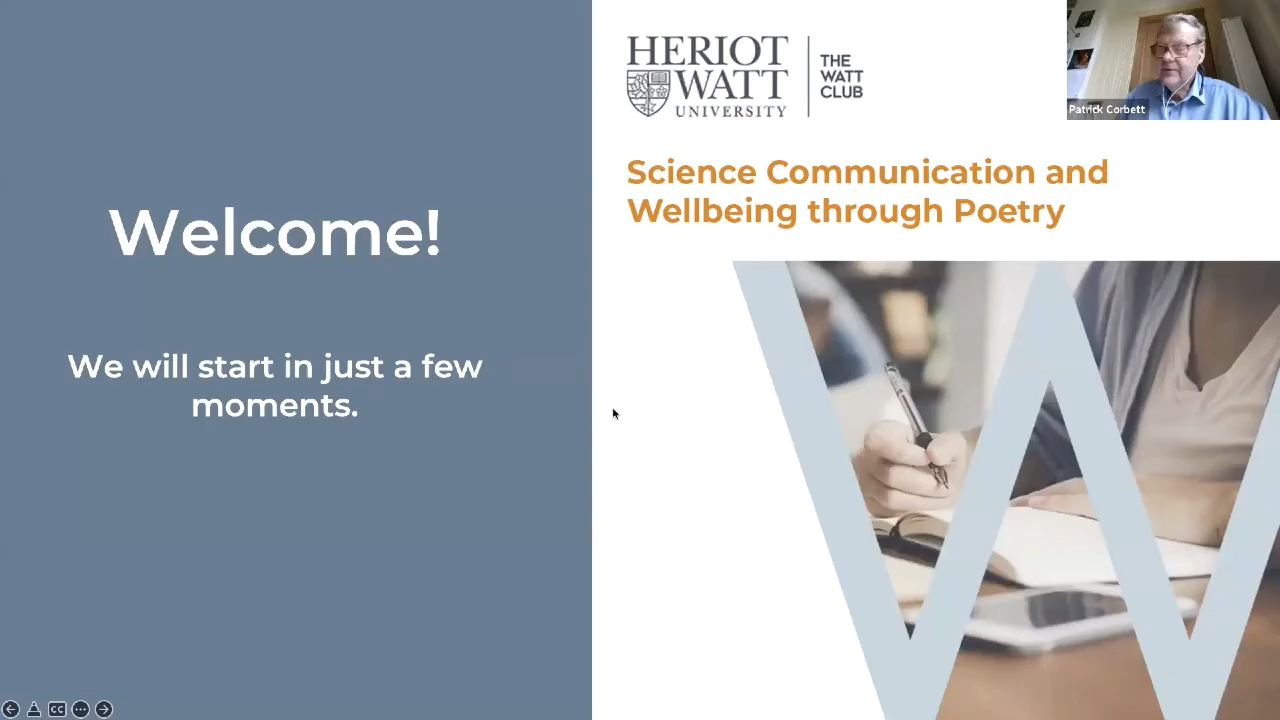 Welcome!
We will start in just a few
moments.
HERIOT
WATT
UNIVERSITY
THE
WATT
CLUB
Science Communication and
Wellbeing through Poetry
Patrick Corbett
CC